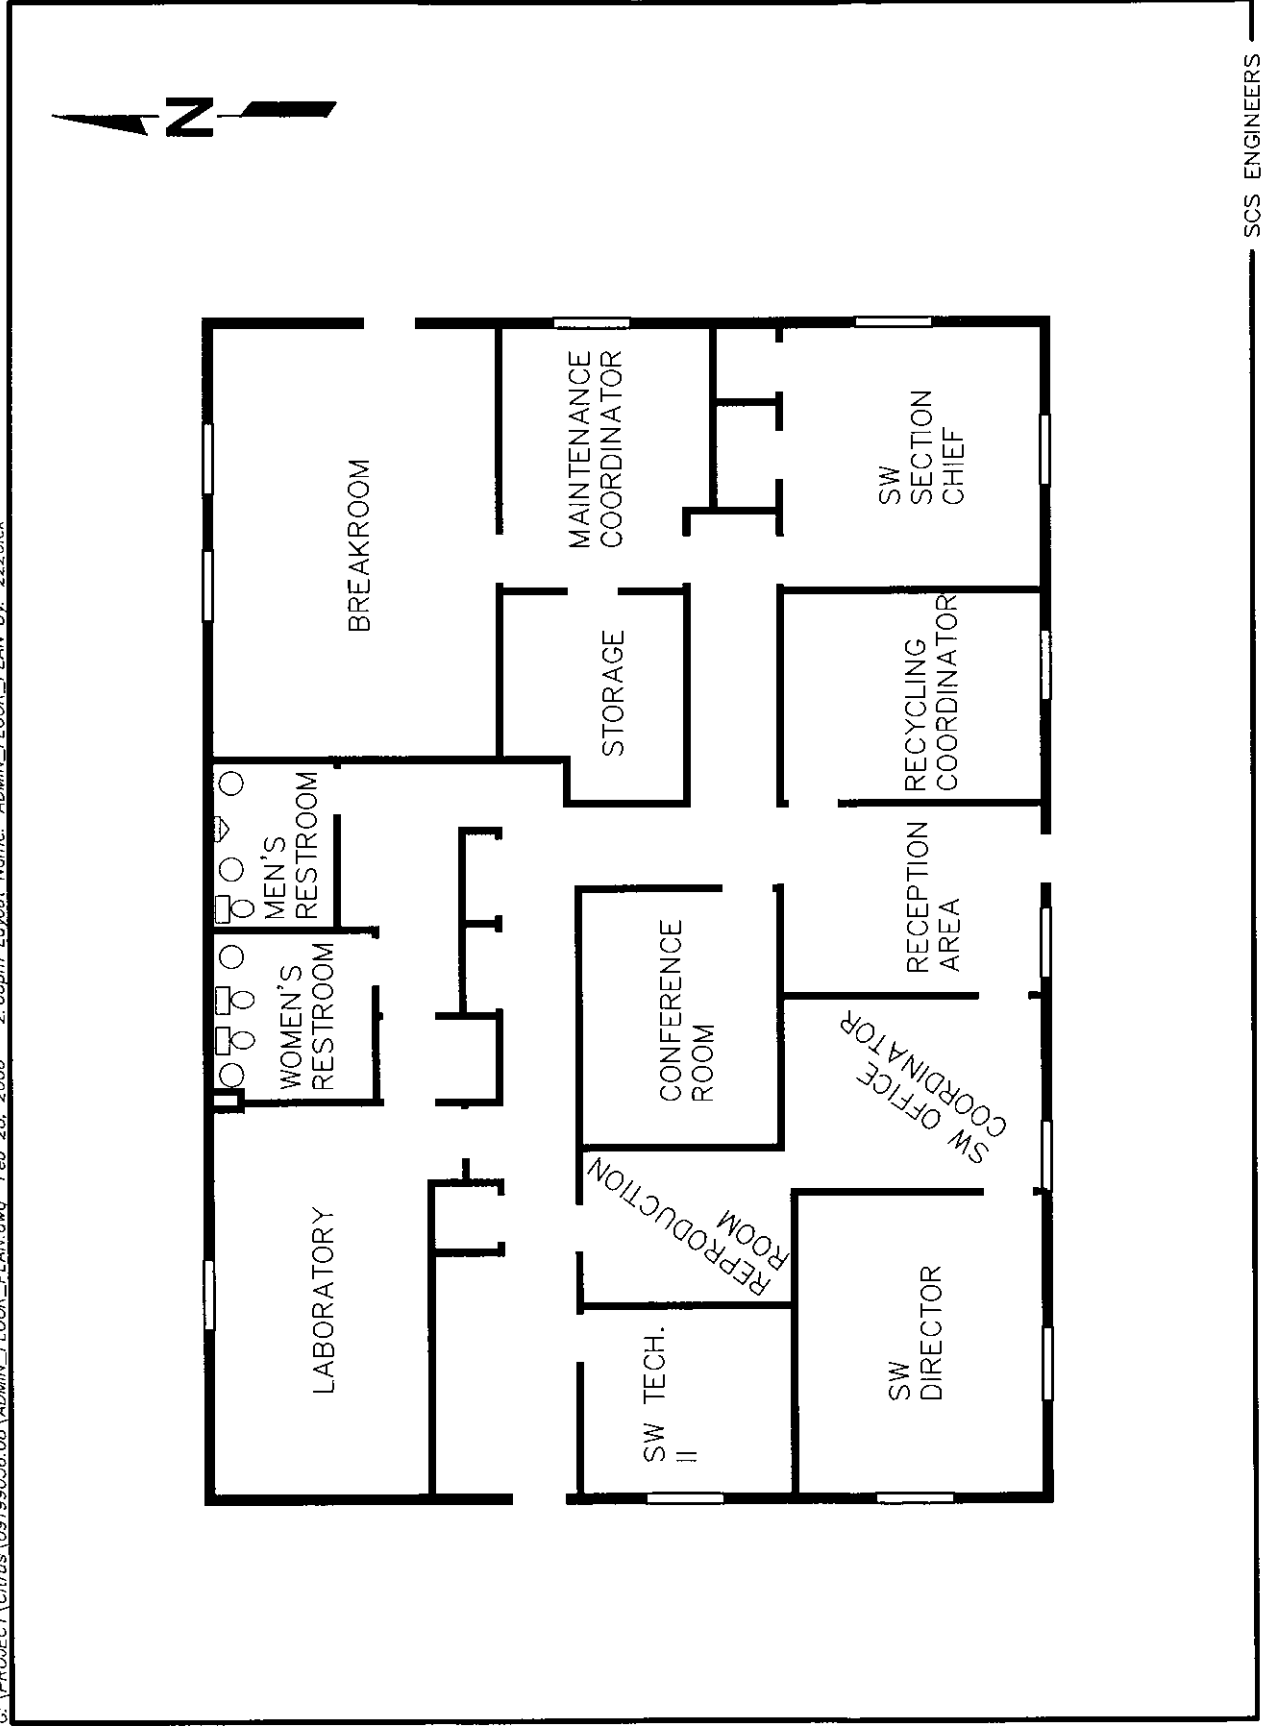 N
SCS ENGINEERS
BREAKROOM
MAINTENANCE
COORDINATOR
SW
SECTION
CHIEF
STORAGE
RECYCLING
COORDINATOR
MEN'S
RESTROOM
WOMEN'S
RESTROOM
CONFERENCE
ROOM
RECEPTION
AREA
SW OFFICE
COORDINATOR
REPRODUCTION
ROOM
LABORATORY
SW TECH.
II
SW
DIRECTOR